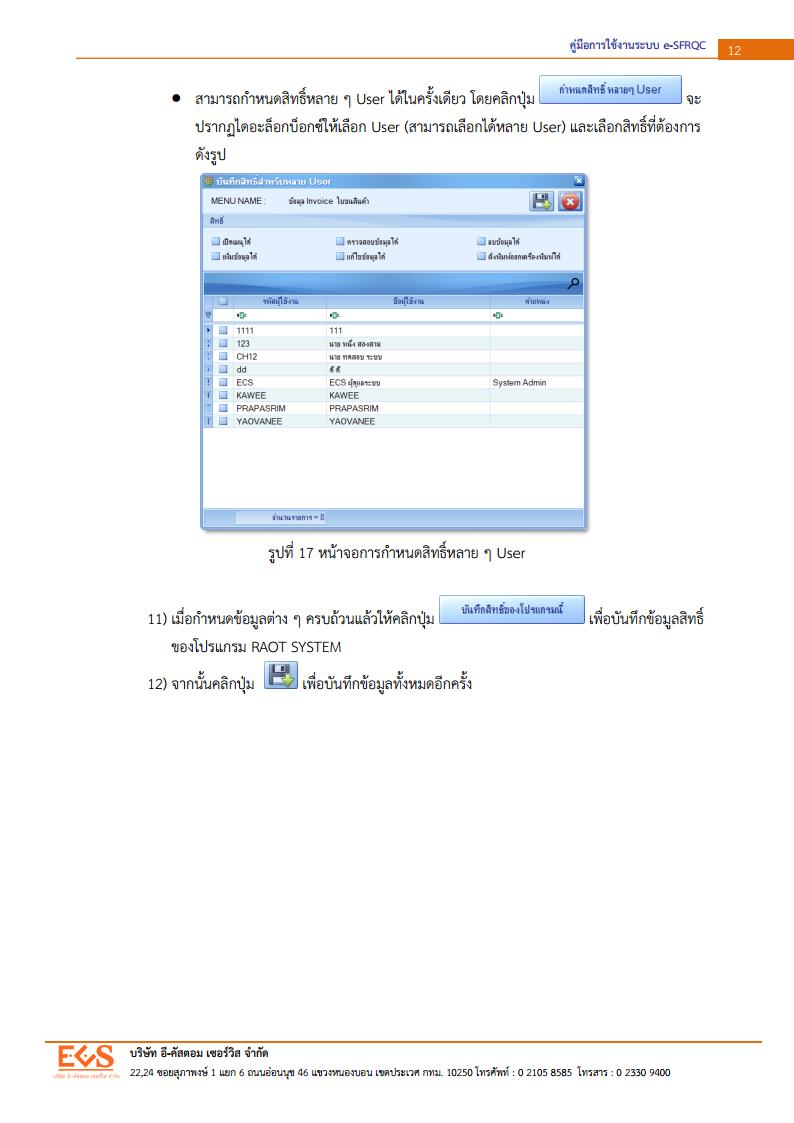 คู่มือการใช้งานระบบ e-SFRQC
12
● สามารถกำหนดสิทธิ์หลาย ๆ User ได้ในครั้งเดียว โดยคลิกปุ่ม กำหนดสิทธิ์ หลายๆ User จะ
ปรากฏไดอะล็อกบ็อกซ์ให้เลือก User (สามารถเลือกได้หลาย User) และเลือกสิทธิ์ที่ต้องการ
ดังรูป
บันทึกสิทธิ์สำหรับหลาย User
MENU NAME : ข้อมูล Invoice ใบขนสินค้า
สิทธิ์
เปิดเมนูได้ ตรวจสอบข้อมูลได้ ลบข้อมูลได้
เพิ่มข้อมูลได้ แก้ไขข้อมูลได้ สั่งพิมพ์ออกเครื่องพิมพ์ได้
รหัสผู้ใช้งาน ชื่อผู้ใช้งาน ตำแหน่ง
1111 111
123 นาย หนึ่ง สองสาม
CH12 นาย ทดสอบ ระบบ
dd ดี ดี
ECS ECS ผู้ดูแลระบบ System Admin
KAWEE KAWEE
PRAPASRIM PRAPASRIM
YAOVANEE YAOVANEE
จำนวนรายการ = 8
รูปที่ 17 หน้าจอการกำหนดสิทธิ์หลาย ๆ User
11) เมื่อกำหนดข้อมูลต่าง ๆ ครบถ้วนแล้วให้คลิกปุ่ม บันทึกสิทธิ์ของโปรแกรมนี้ เพื่อบันทึกข้อมูลสิทธิ์
ของโปรแกรม RAOT SYSTEM
12) จากนั้นคลิกปุ่ม เพื่อบันทึกข้อมูลทั้งหมดอีกครั้ง
ECS
บริษัท อี-คัสตอม เซอร์วิส จำกัด
บริษัท อี-คัสตอม เซอร์วิส จำกัด
22,24 ซอยสุภาพงษ์ 1 แยก 6 ถนนอ่อนนุช 46 แขวงหนองบอน เขตประเวศ กทม. 10250 โทรศัพท์ : 0 2105 8585 โทรสาร : 0 2330 9400